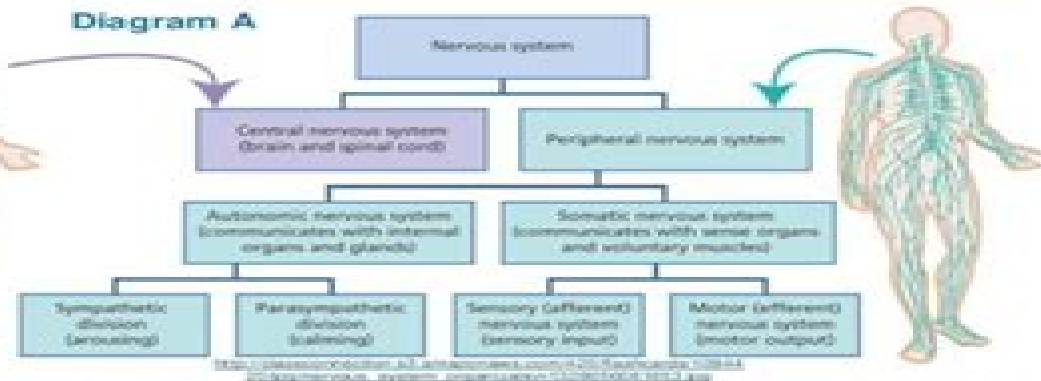 Diagram A
Nervous system
Central nervous system
(brain and spinal cord)
Peripheral nervous system
Autonomic nervous system
(communicates with internal
organs and glands)
Somatic nervous system
(communicates with sense organs
and voluntary muscles)
Sympathetic
division
(arousing)
Parasympathetic
division
(calming)
Sensory (afferent)
nervous system
(sensory input)
Motor (efferent)
nervous system
(motor output)